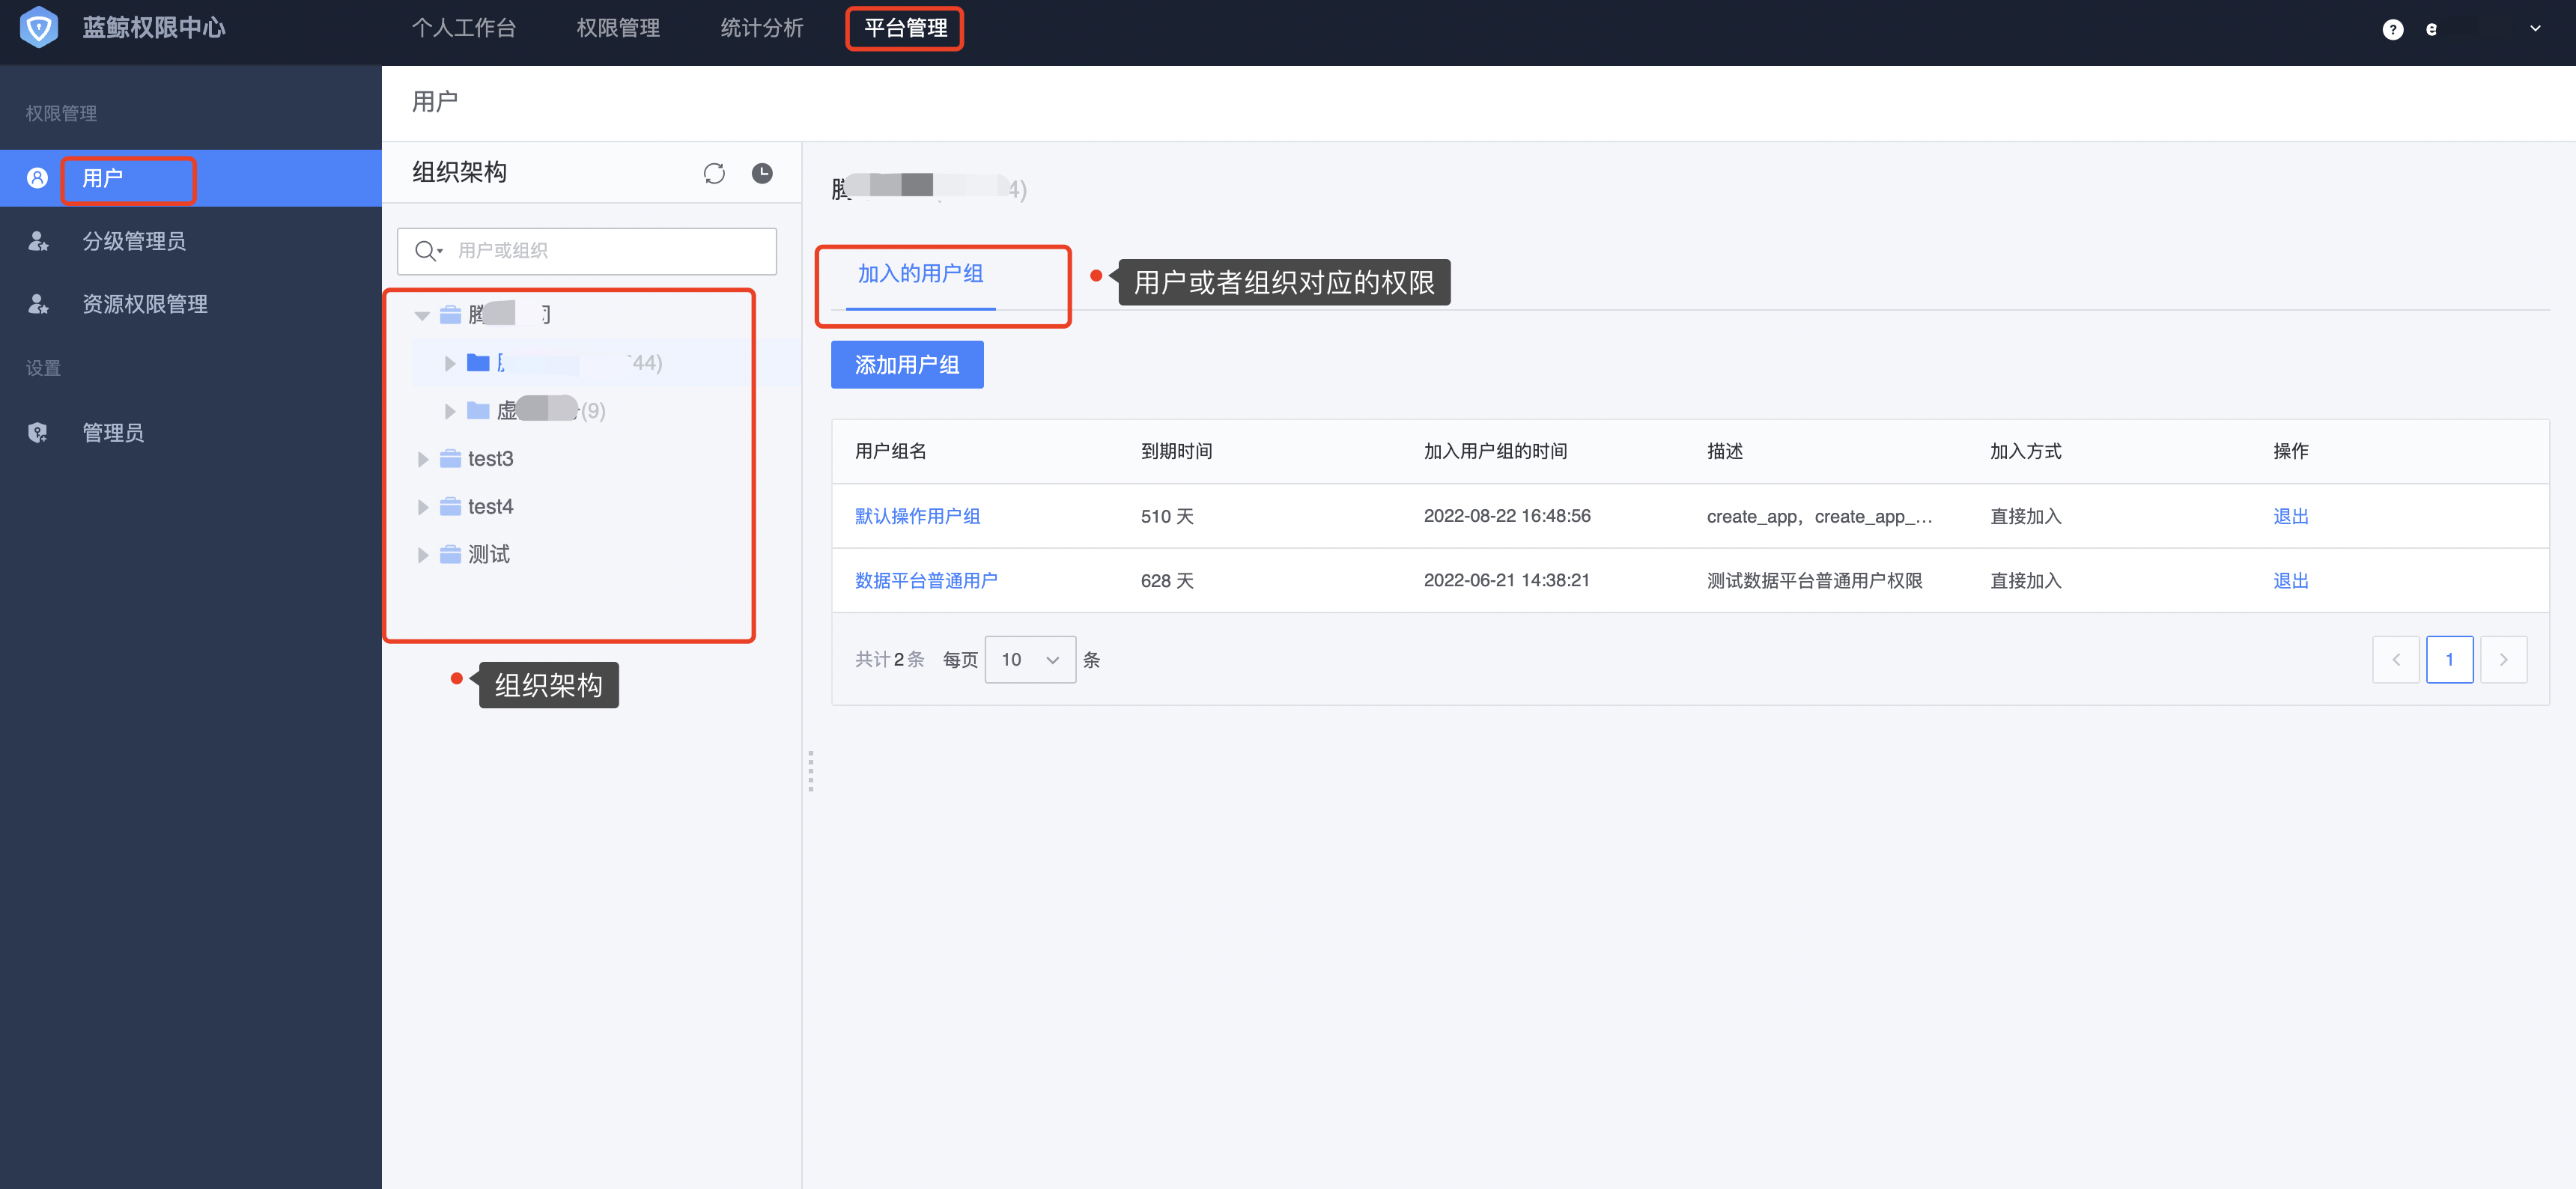 蓝鲸权限中心
个人工作台 权限管理 统计分析 平台管理
? e
权限管理
用户
分级管理员
资源权限管理
设置
管理员
用户
组织架构
用户或组织
腾
44)
虚 (9)
test3
test4
测试
组织架构
腾 4)
加入的用户组
用户或者组织对应的权限
添加用户组
用户组名 到期时间 加入用户组的时间 描述 加入方式 操作
默认操作用户组 510 天 2022-08-22 16:48:56 create_app，create_app_... 直接加入 退出
数据平台普通用户 628 天 2022-06-21 14:38:21 测试数据平台普通用户权限 直接加入 退出
共计2条 每页 10 条
1